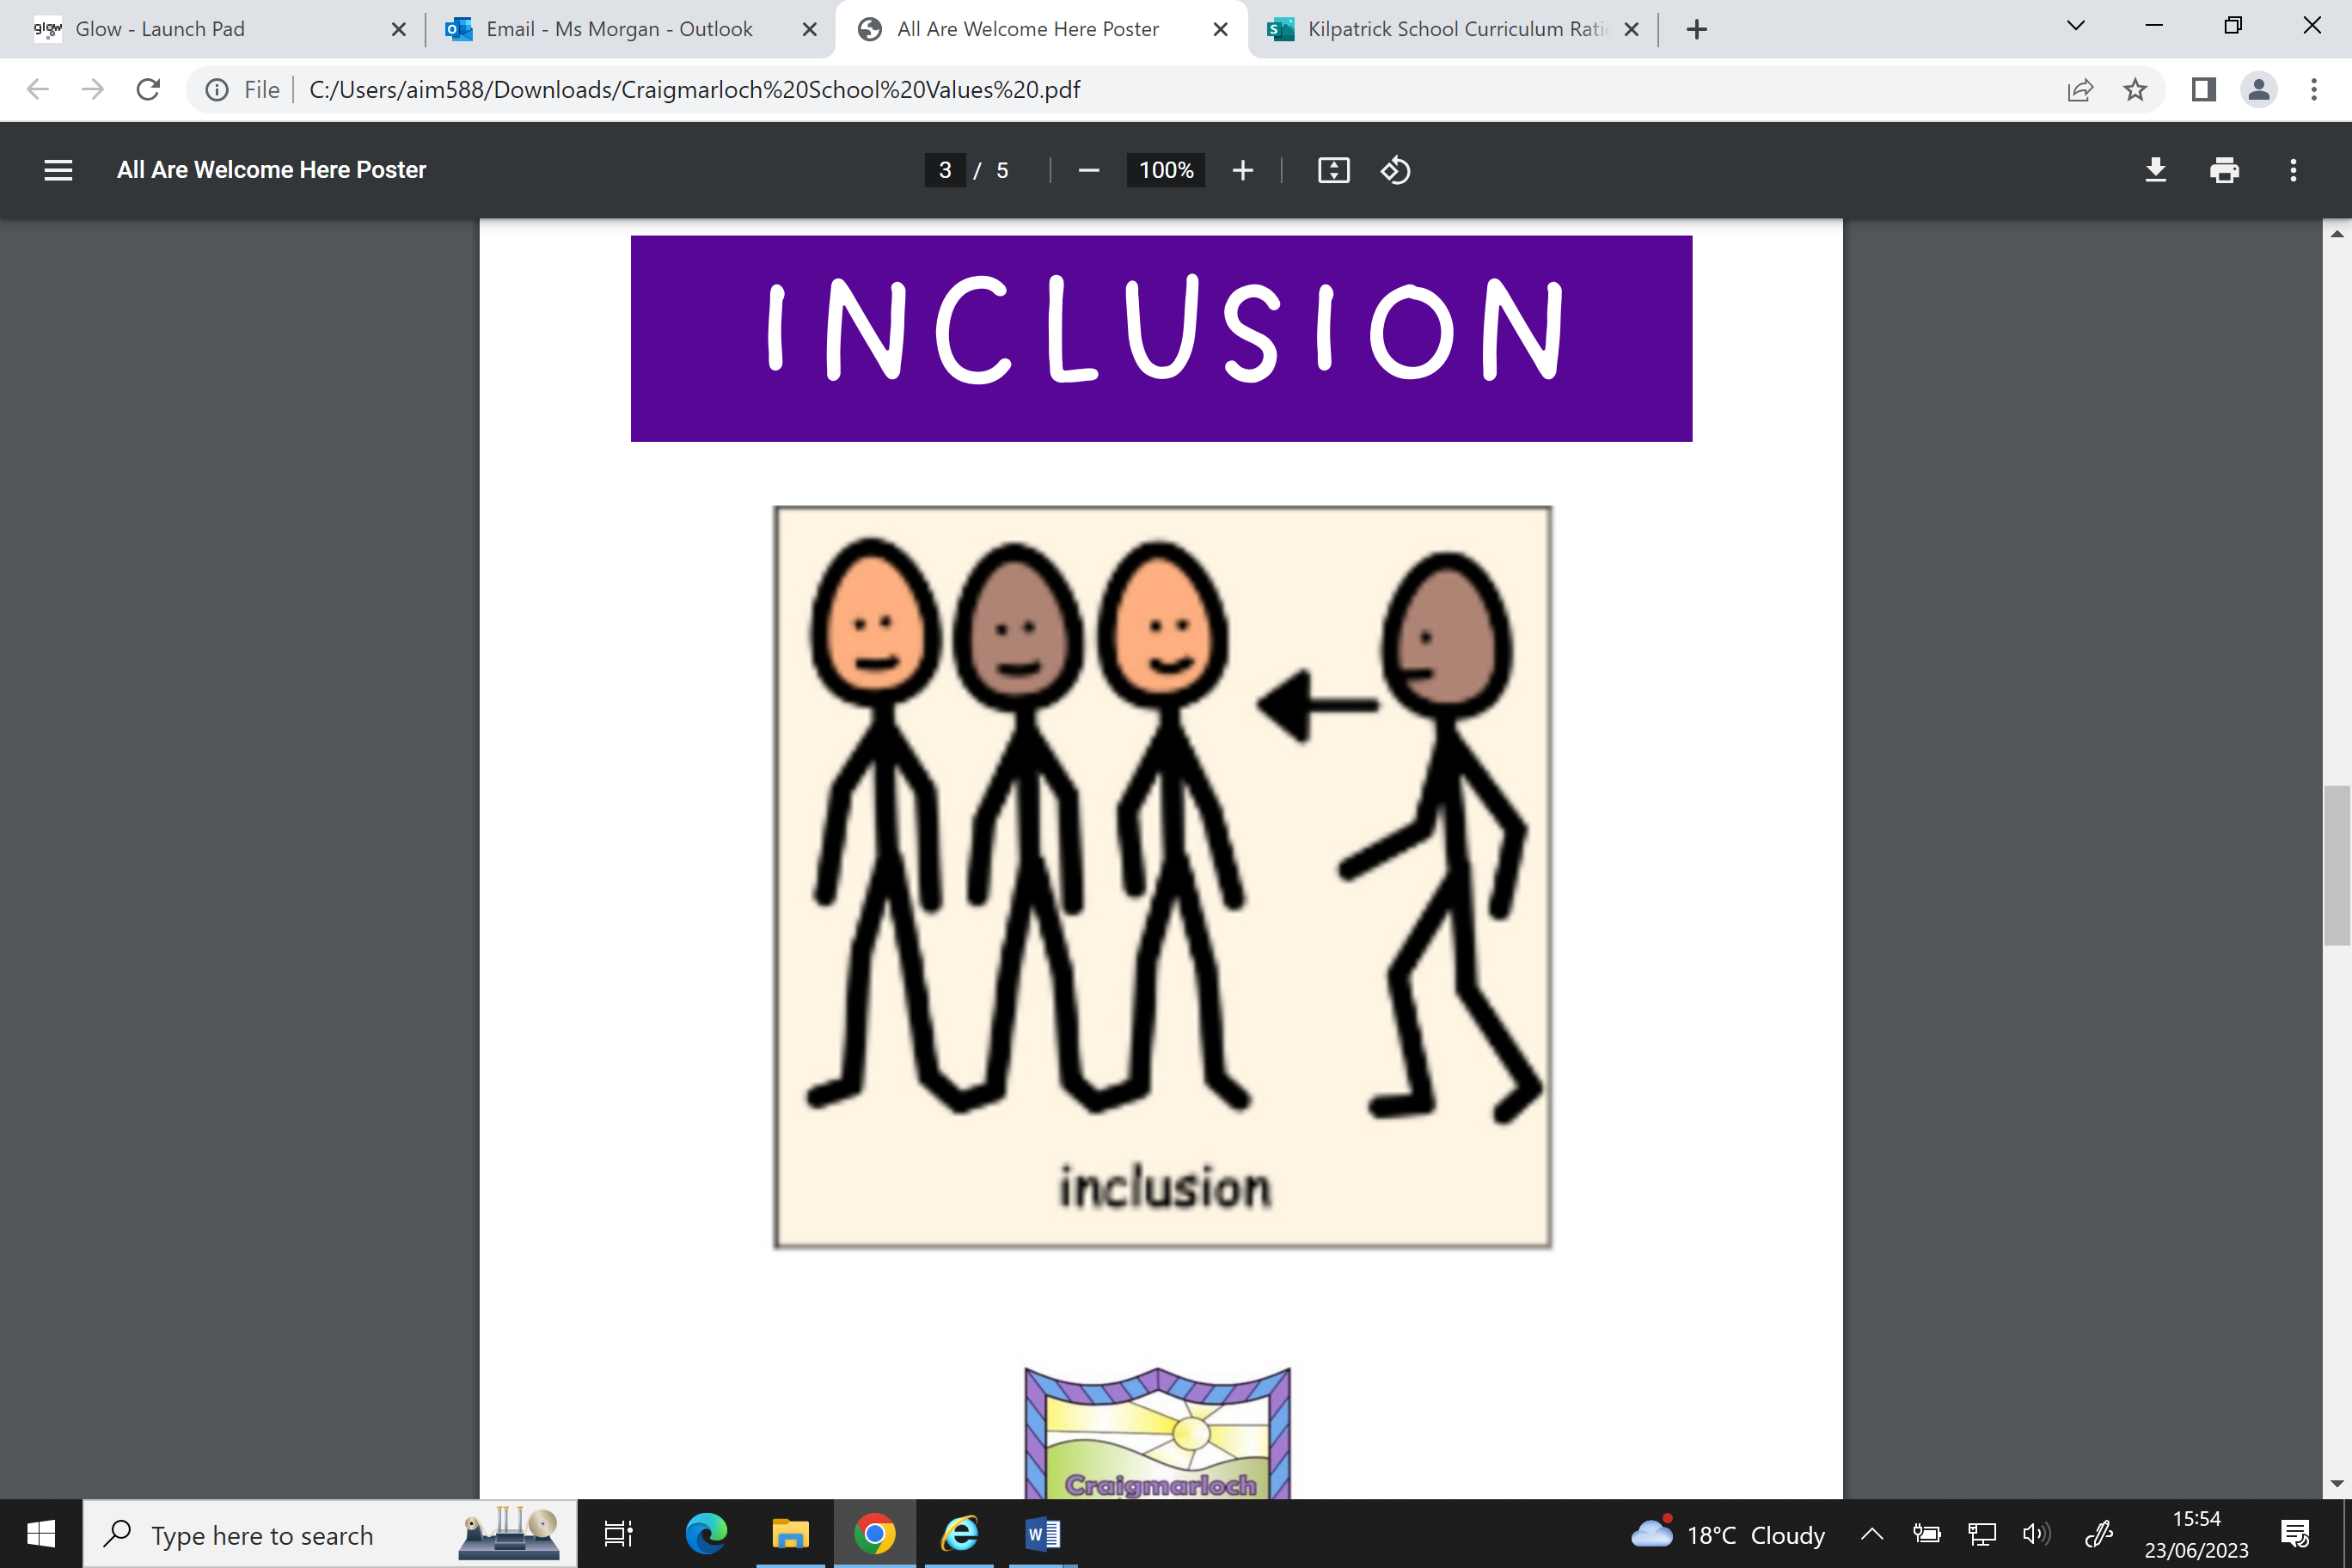 glow Glow - Launch Pad
Email - Ms Morgan - Outlook
All Are Welcome Here Poster
Kilpatrick School Curriculum Ratio
File C:/Users/aim588/Downloads/Craigmarloch%20School%20Values%20.pdf
All Are Welcome Here Poster
3 / 5
100%
INCLUSION
inclusion
Craigmarloch
Type here to search
18°C Cloudy
15:54
23/06/2023